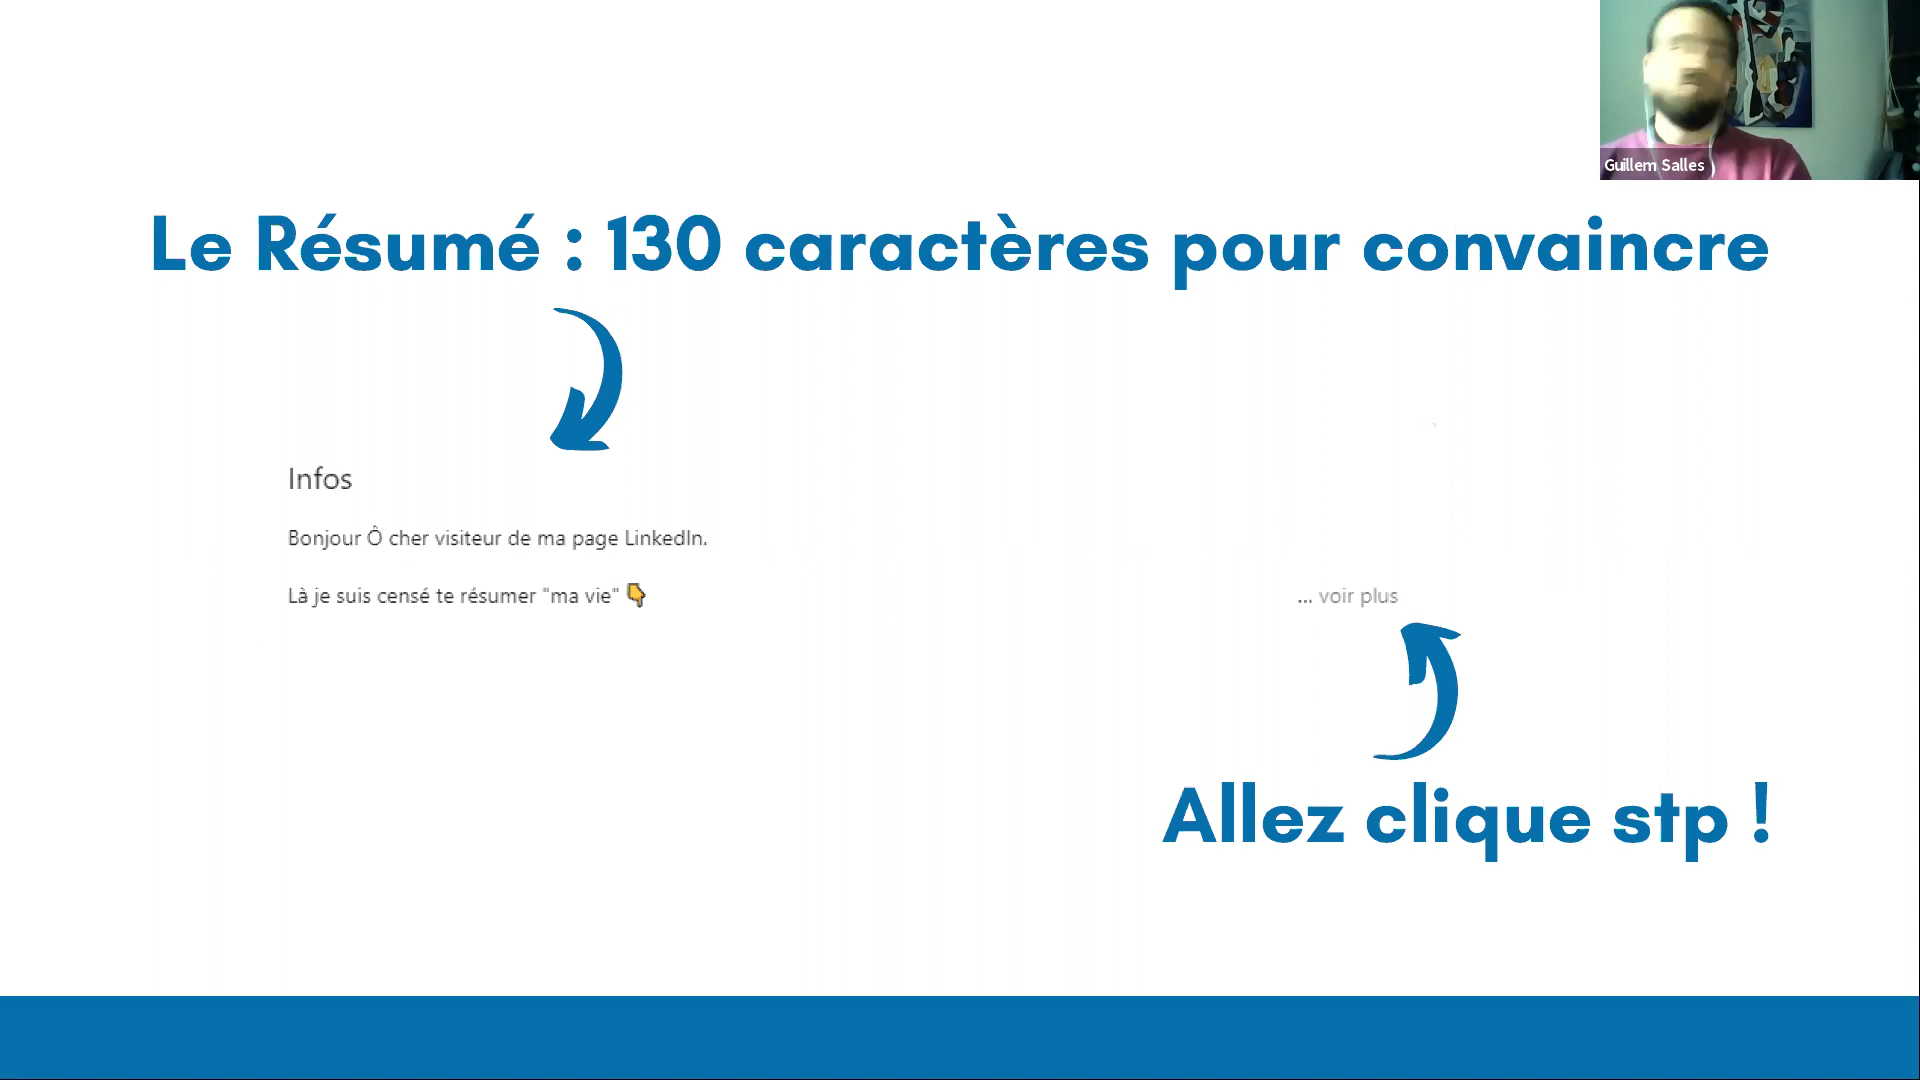 Guillem Salles
Le Résumé : 130 caractères pour convaincre
Infos
Bonjour Ô cher visiteur de ma page LinkedIn.
Là je suis censé te résumer "ma vie" 👇
... voir plus
Allez clique stp !